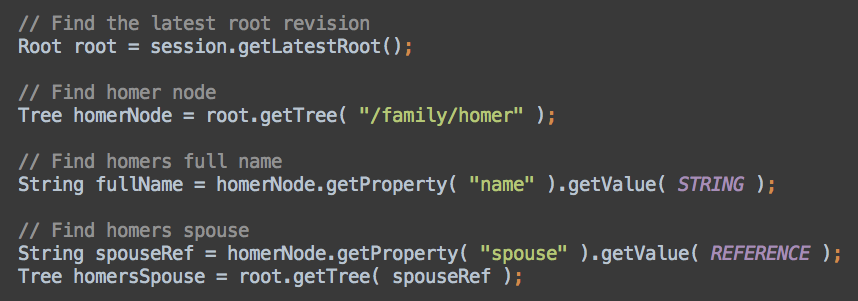 // Find the latest root revision
Root root = session.getLatestRoot();
// Find homer node
Tree homerNode = root.getTree( "/family/homer" );
// Find homers full name
String fullName = homerNode.getProperty( "name" ).getValue( STRING );
// Find homers spouse
String spouseRef = homerNode.getProperty( "spouse" ).getValue( REFERENCE );
Tree homersSpouse = root.getTree( spouseRef );